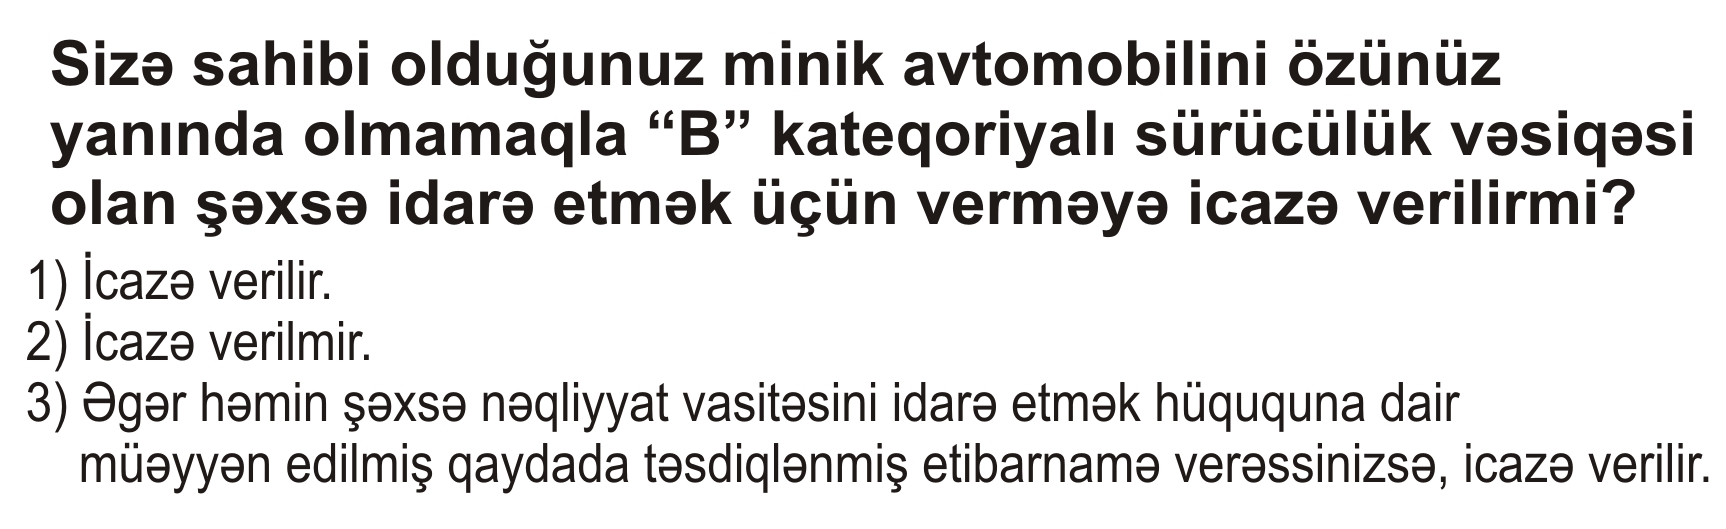 Sizə sahibi olduğunuz minik avtomobilini özünüz
yanında olmamaqla “B” kateqoriyalı sürücülük vəsiqəsi
olan şəxsə idarə etmək üçün verməyə icazə verilirmi?
1) İcazə verilir.
2) İcazə verilmir.
3) Əgər həmin şəxsə nəqliyyat vasitəsini idarə etmək hüququna dair
müəyyən edilmiş qaydada təsdiqlənmiş etibarnamə verəssinizsə, icazə verilir.